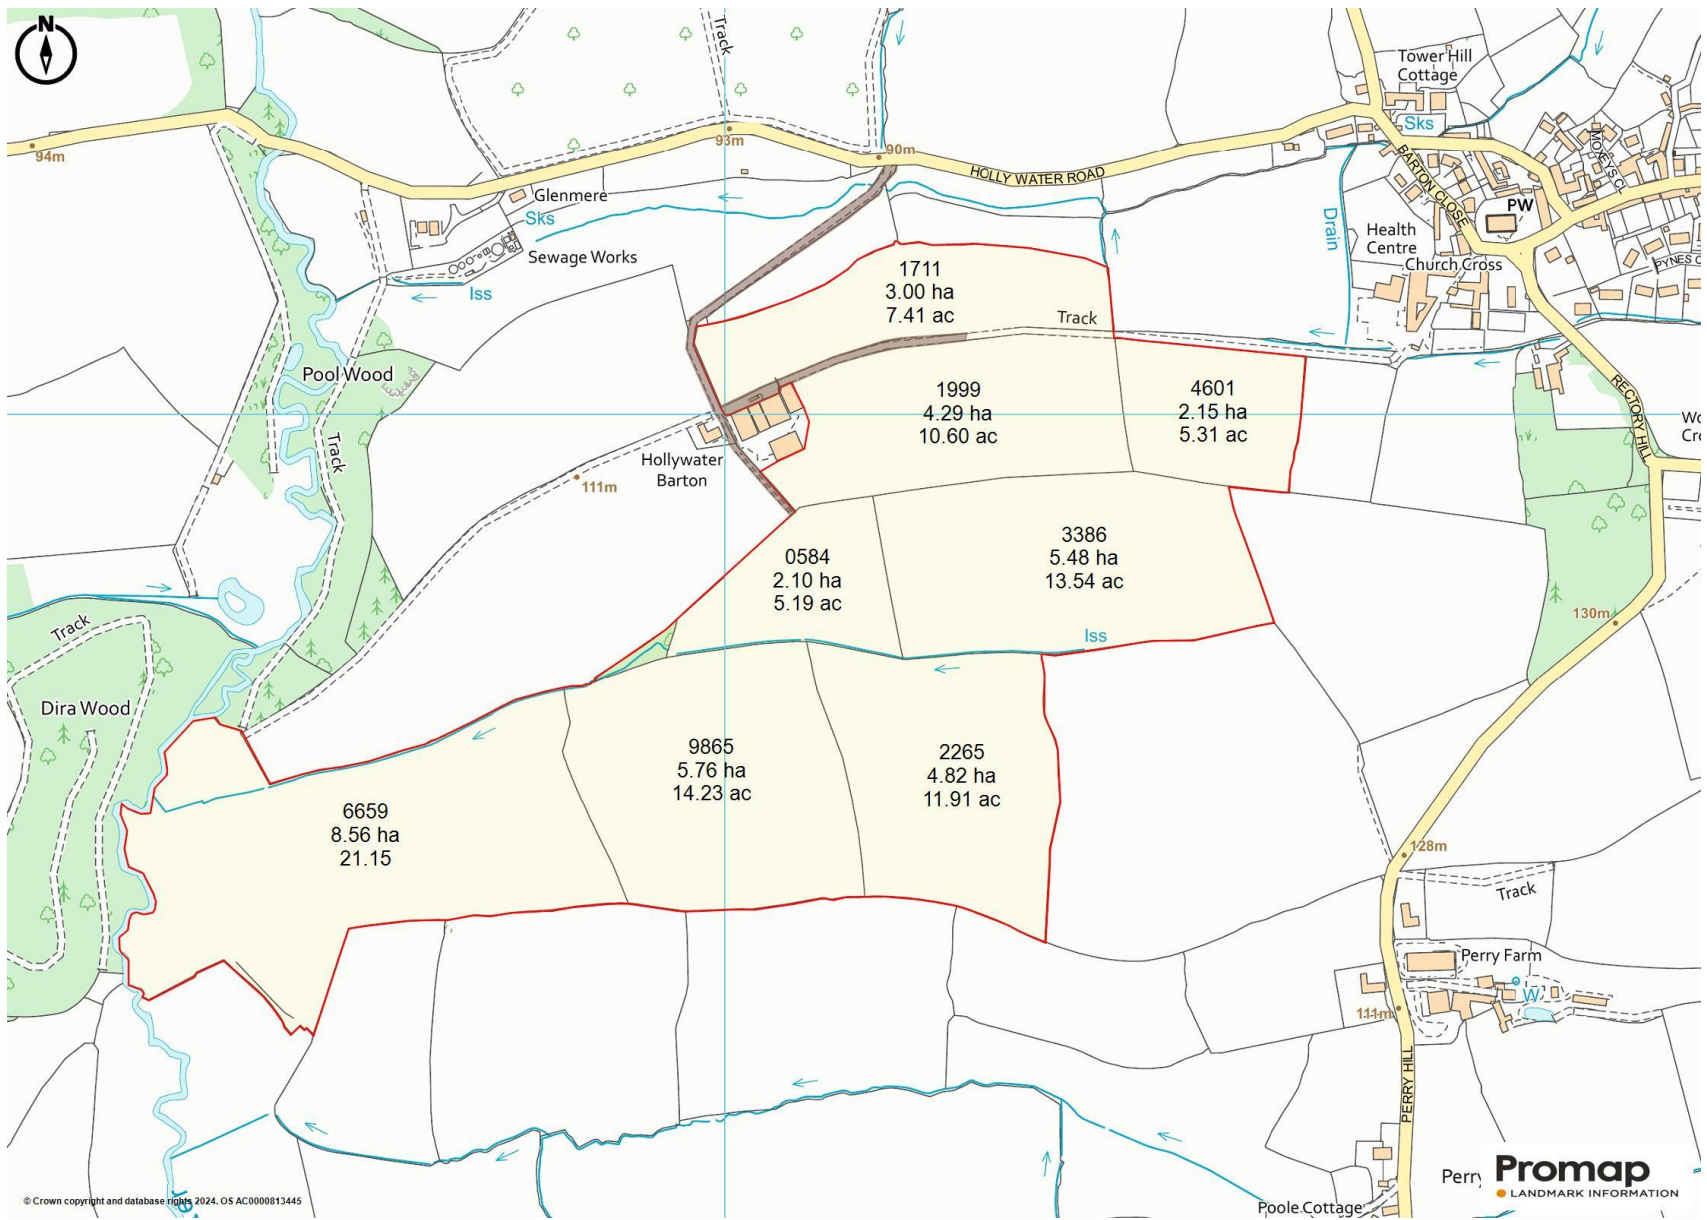 N
Track
Tower Hill
Cottage
Sks
MOXEYS CL
94m
93m
90m
HOLLY WATER ROAD
BARTON CLOSE
PW
Glenmere
Sks
Drain
Health
Centre
Church Cross
PYNES C
Sewage Works
Iss
1711
3.00 ha
7.41 ac
Track
Pool Wood
Track
1999
4.29 ha
10.60 ac
4601
2.15 ha
5.31 ac
RECTORY HILL
Wo
Cro
Hollywater
Barton
111m
0584
2.10 ha
5.19 ac
3386
5.48 ha
13.54 ac
Track
130m
Iss
Dira Wood
9865
5.76 ha
14.23 ac
2265
4.82 ha
11.91 ac
6659
8.56 ha
21.15
128m
Track
Perry Farm
W
111m
PERRY HILL
Promap
LANDMARK INFORMATION
Perry
Poole Cottage
© Crown copyright and database rights 2024. OS AC0000813445